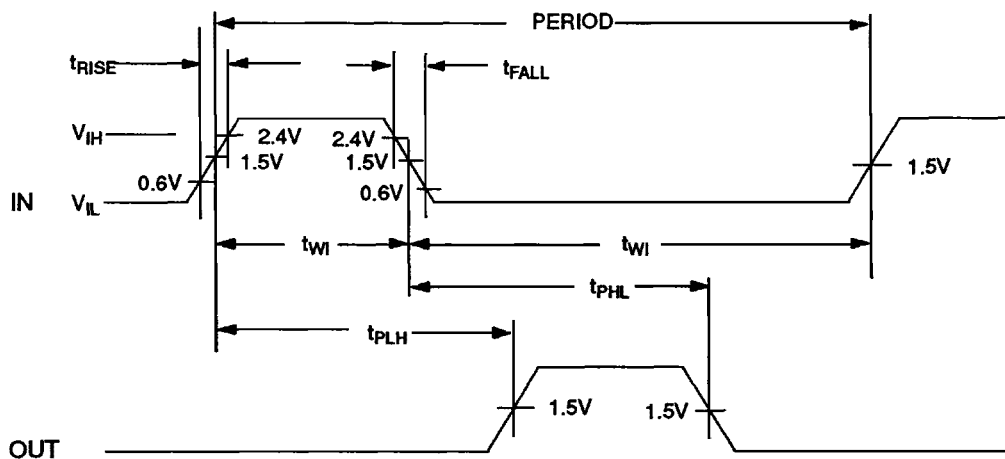 PERIOD
tRISE
tFALL
VIH
2.4V
2.4V
1.5V
1.5V
1.5V
0.6V
0.6V
IN
VIL
tWI
tWI
tPHL
tPLH
1.5V
1.5V
OUT